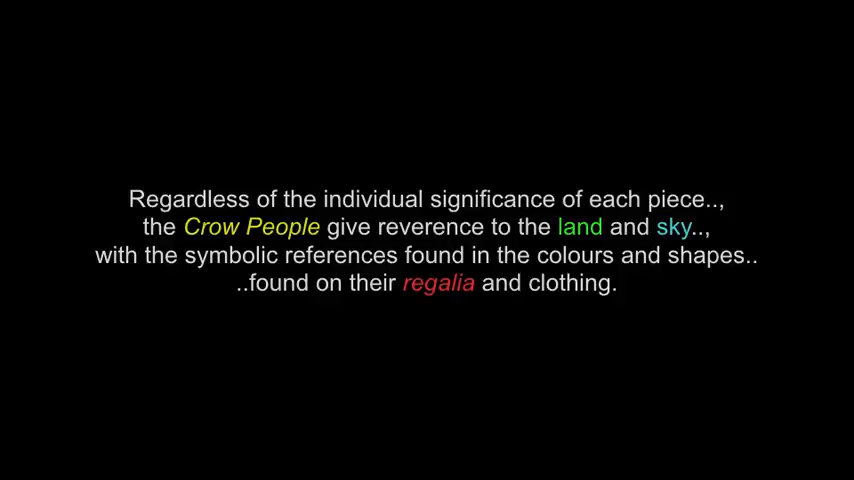 Regardless of the individual significance of each piece..,
the Crow People give reverence to the land and sky..,
with the symbolic references found in the colours and shapes..
..found on their regalia and clothing.